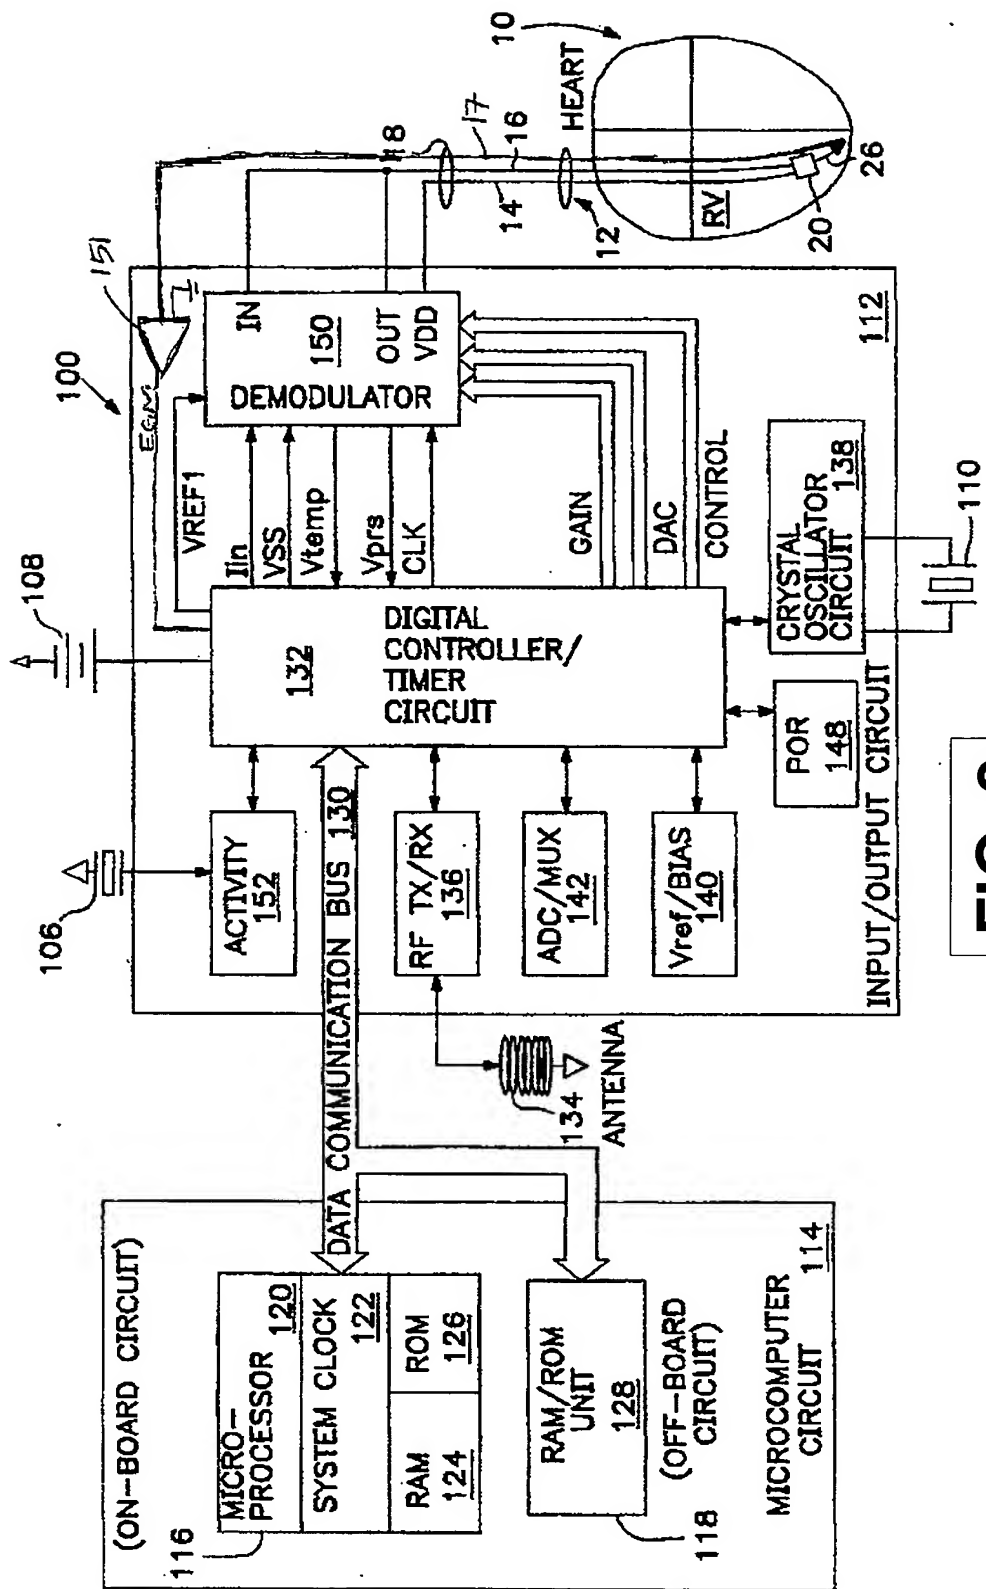 (ON-BOARD CIRCUIT)
116
MICRO-
PROCESSOR
120
SYSTEM CLOCK
122
RAM
124
ROM
126
RAM/ROM
UNIT
128
118
(OFF-BOARD
CIRCUIT)
MICROCOMPUTER
CIRCUIT
114
DATA COMMUNICATION BUS 130
134
ANTENNA
106
ACTIVITY
152
RF TX/RX
136
ADC/MUX
142
Vref/BIAS
140
POR
148
INPUT/OUTPUT CIRCUIT
112
108
132
DIGITAL
CONTROLLER/
TIMER
CIRCUIT
CRYSTAL
OSCILLATOR
CIRCUIT
138
110
100
EGM
VREF1
Iin
VSS
Vtemp
Vprs
CLK
GAIN
DAC
CONTROL
151
DEMODULATOR
150
IN
OUT
VDD
18
17
16
14
12
HEART
10
RV
20
26